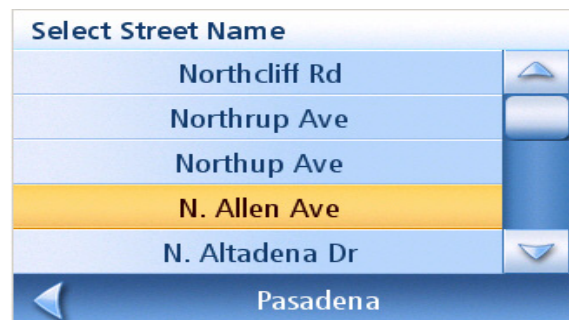 Select Street Name
Northcliff Rd
Northrup Ave
Northup Ave
N. Allen Ave
N. Altadena Dr
Pasadena